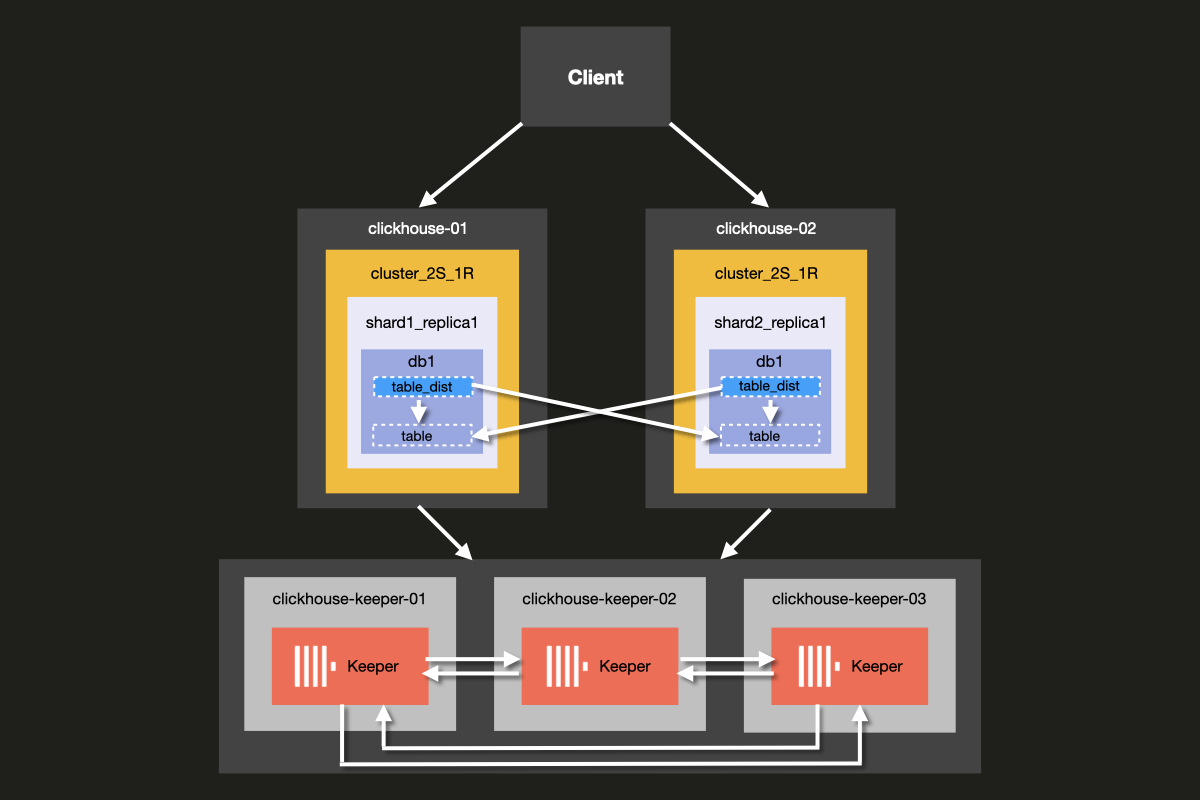 Client
clickhouse-01
clickhouse-02
cluster_2S_1R
cluster_2S_1R
shard1_replica1
shard2_replica1
db1
db1
table_dist
table_dist
table
table
clickhouse-keeper-01
clickhouse-keeper-02
clickhouse-keeper-03
Keeper
Keeper
Keeper